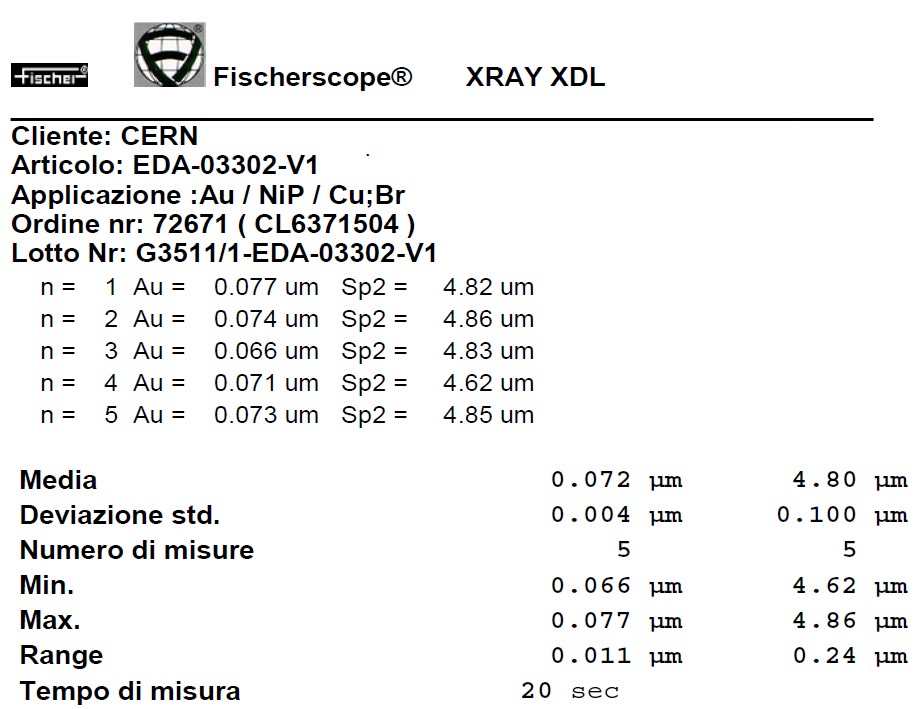 fischer® Fischerscope® XRAY XDL
Cliente: CERN
Articolo: EDA-03302-V1
Applicazione :Au / NiP / Cu;Br
Ordine nr: 72671 ( CL6371504 )
Lotto Nr: G3511/1-EDA-03302-V1
n = 1 Au = 0.077 um Sp2 = 4.82 um
n = 2 Au = 0.074 um Sp2 = 4.86 um
n = 3 Au = 0.066 um Sp2 = 4.83 um
n = 4 Au = 0.071 um Sp2 = 4.62 um
n = 5 Au = 0.073 um Sp2 = 4.85 um
Media 0.072 µm 4.80 µm
Deviazione std. 0.004 µm 0.100 µm
Numero di misure 5 5
Min. 0.066 µm 4.62 µm
Max. 0.077 µm 4.86 µm
Range 0.011 µm 0.24 µm
Tempo di misura 20 sec